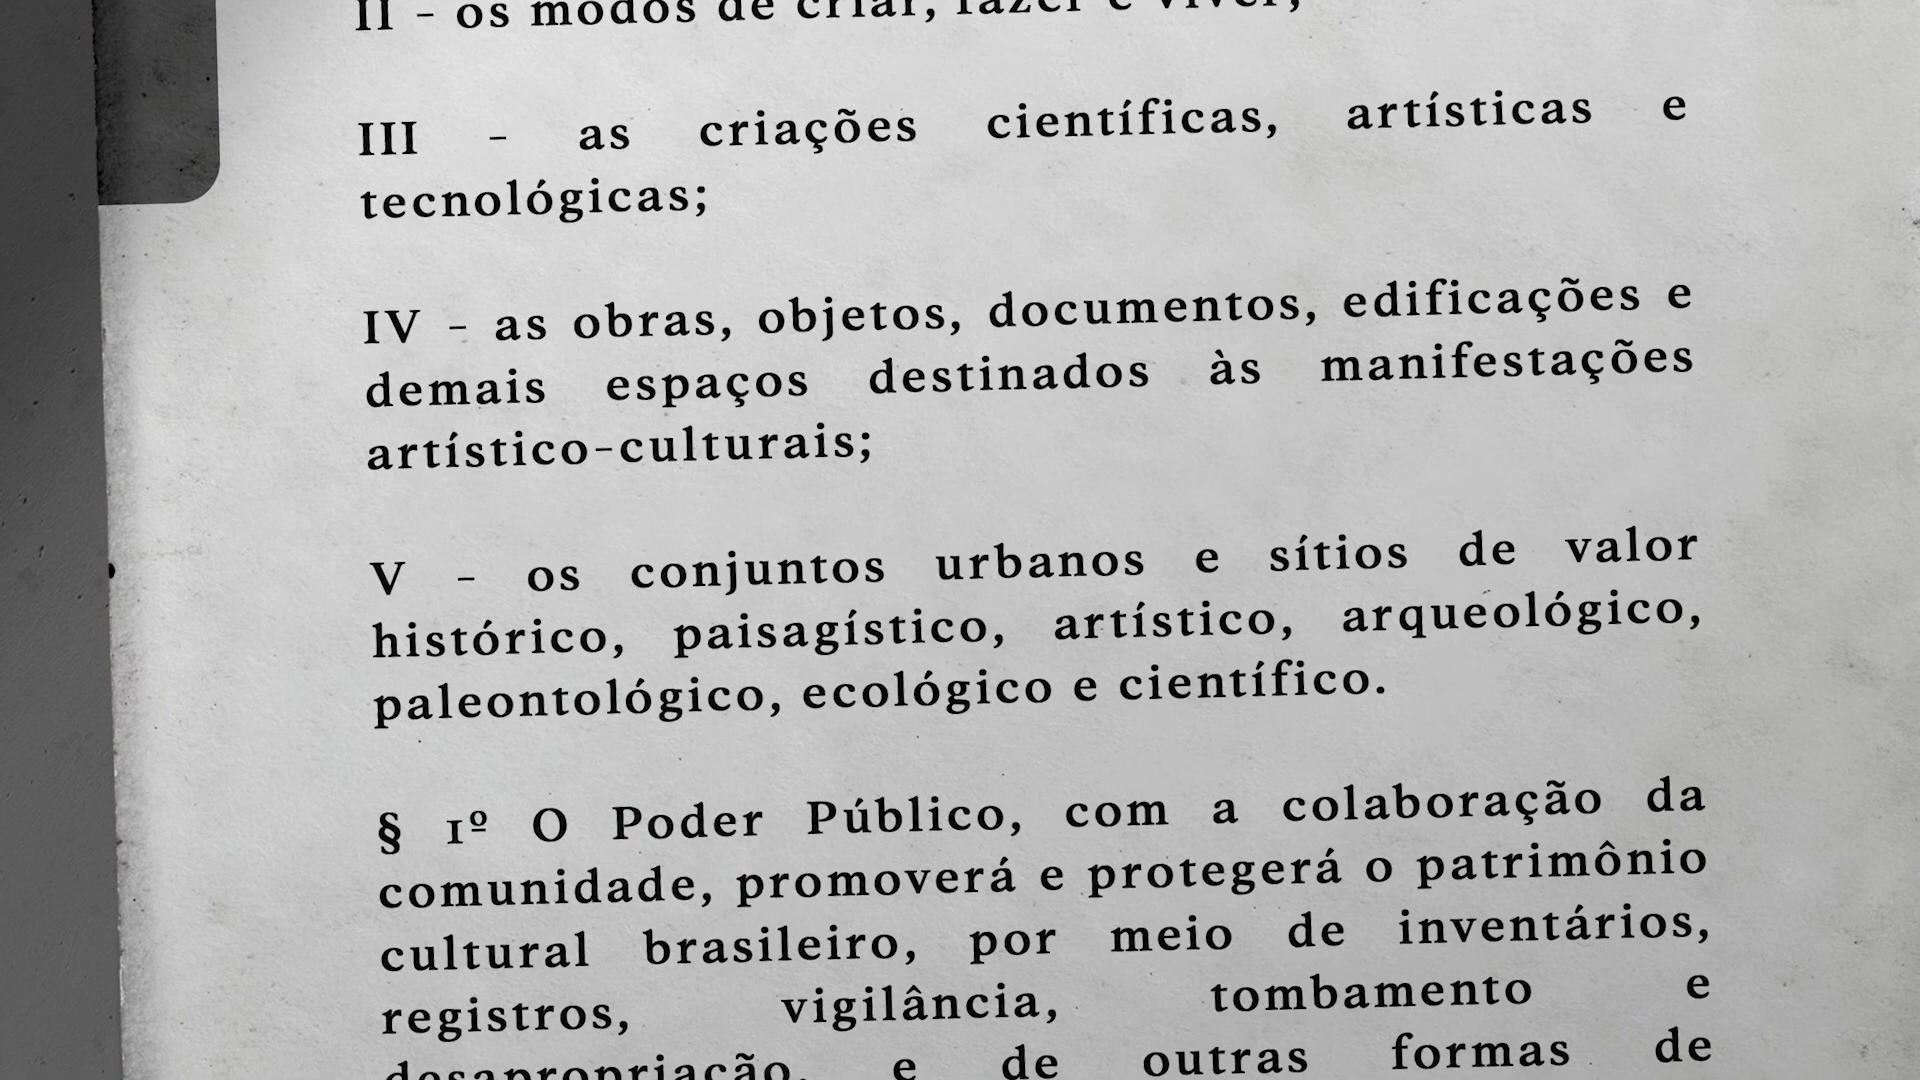 II - os modos de criar, fazer e viver;
III - as criações científicas, artísticas e
tecnológicas;
IV - as obras, objetos, documentos, edificações e
demais espaços destinados às manifestações
artístico-culturais;
V - os conjuntos urbanos e sítios de valor
histórico, paisagístico, artístico, arqueológico,
paleontológico, ecológico e científico.
§ 1º O Poder Público, com a colaboração da
comunidade, promoverá e protegerá o patrimônio
cultural brasileiro, por meio de inventários,
registros, vigilância, tombamento e
desapropriação, e de outras formas de